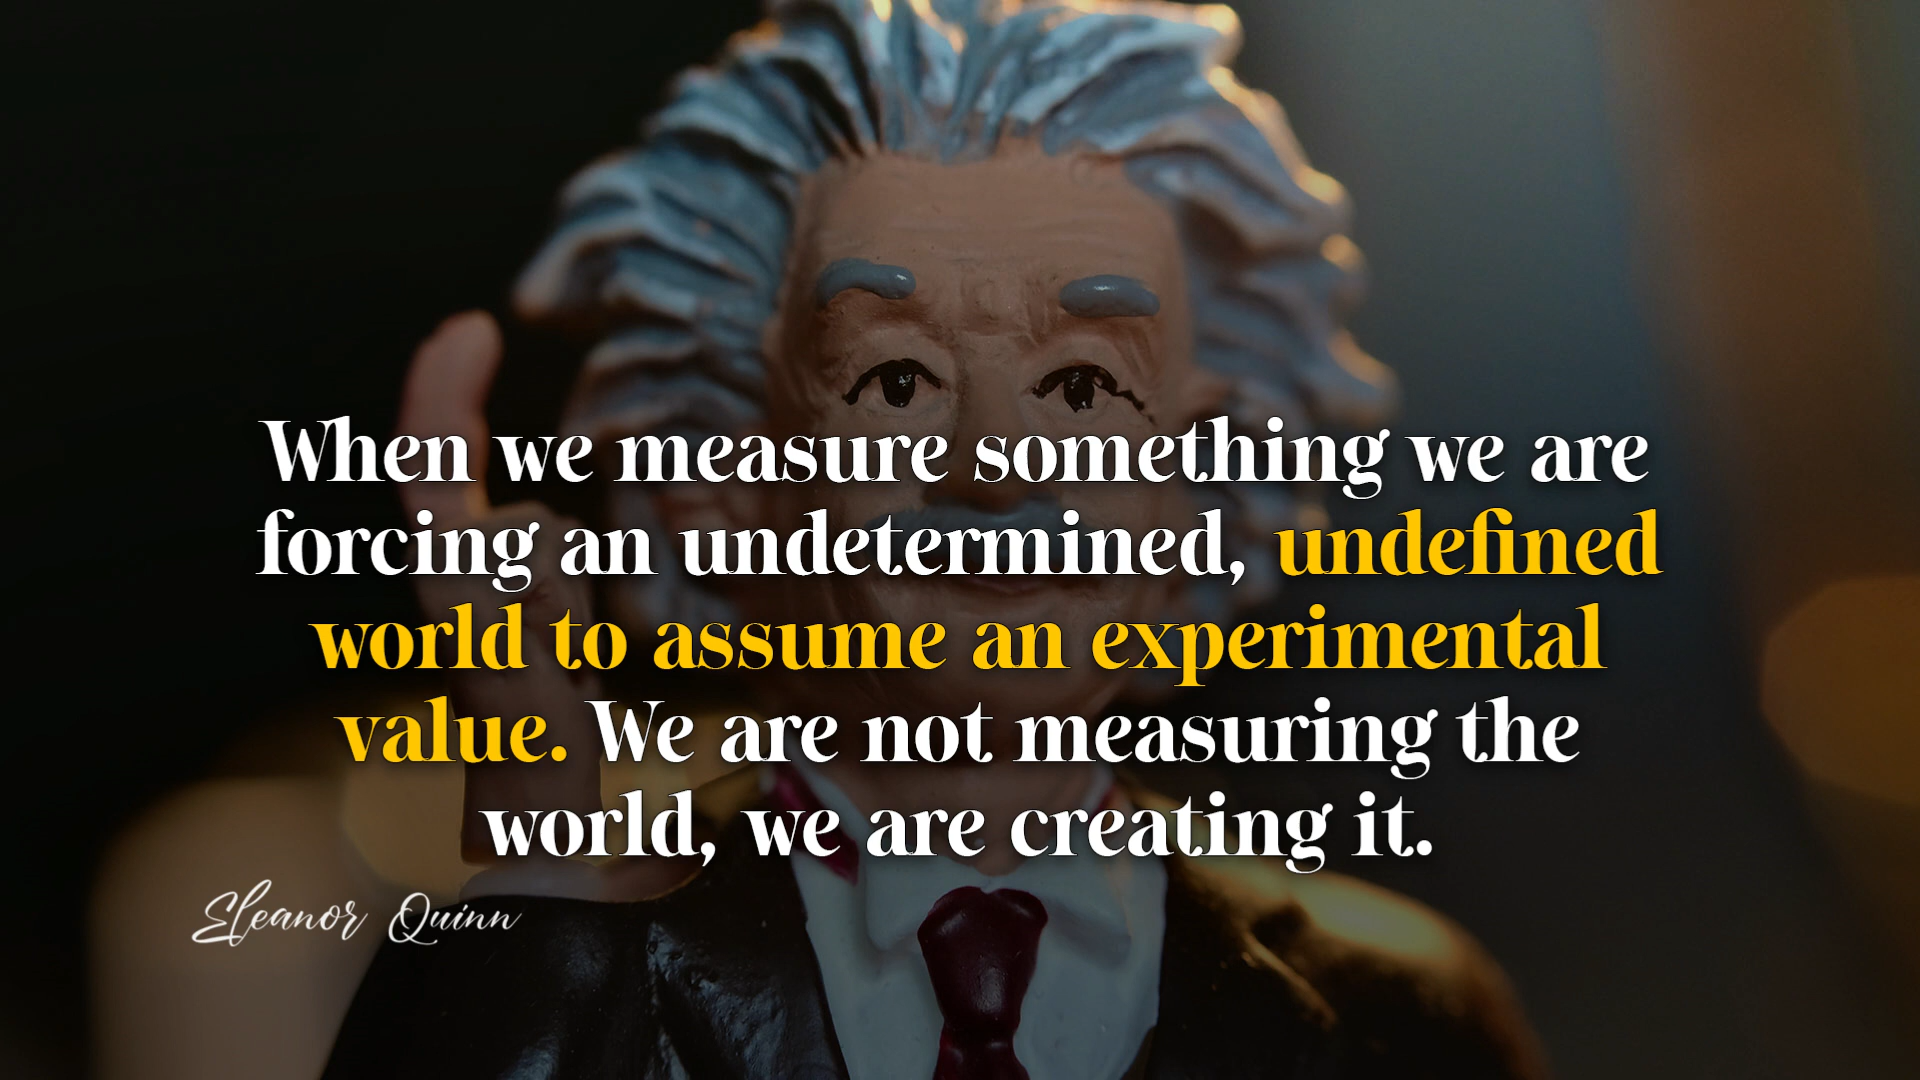 When we measure something we are
forcing an undetermined, undefined
world to assume an experimental
value. We are not measuring the
world, we are creating it.
Eleanor Quinn